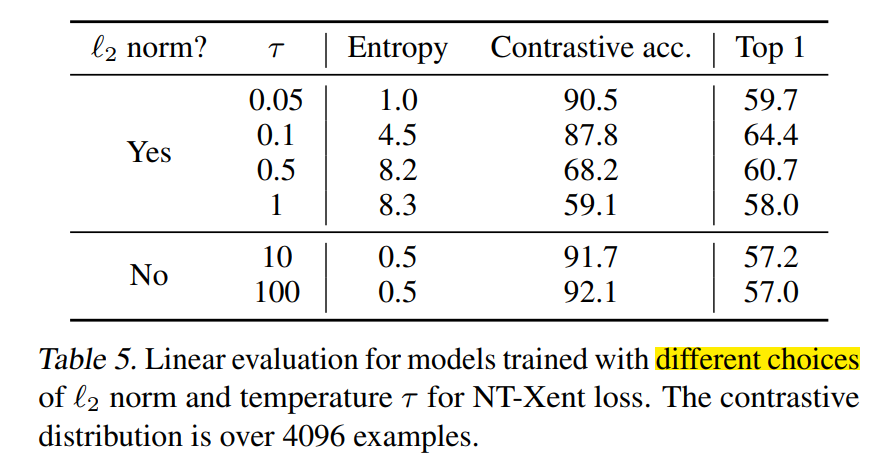 ℓ2 norm? τ Entropy Contrastive acc. Top 1
Yes
0.05 1.0 90.5 59.7
0.1 4.5 87.8 64.4
0.5 8.2 68.2 60.7
1 8.3 59.1 58.0
No
10 0.5 91.7 57.2
100 0.5 92.1 57.0
Table 5. Linear evaluation for models trained with different choices
of ℓ2 norm and temperature τ for NT-Xent loss. The contrastive
distribution is over 4096 examples.